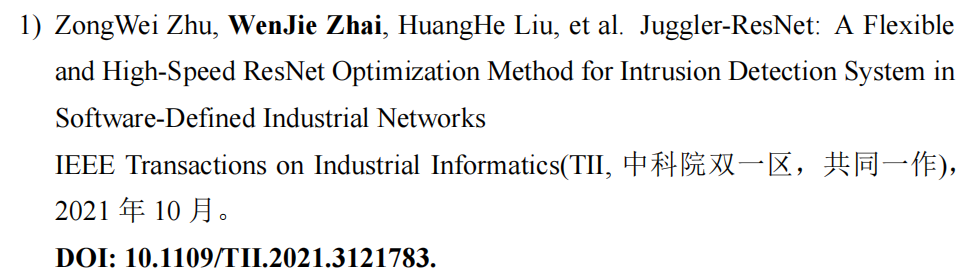 1) ZongWei Zhu, WenJie Zhai, HuangHe Liu, et al. Juggler-ResNet: A Flexible
and High-Speed ResNet Optimization Method for Intrusion Detection System in
Software-Defined Industrial Networks
IEEE Transactions on Industrial Informatics(TII, 中科院双一区，共同一作),
2021 年 10 月。
DOI: 10.1109/TII.2021.3121783.